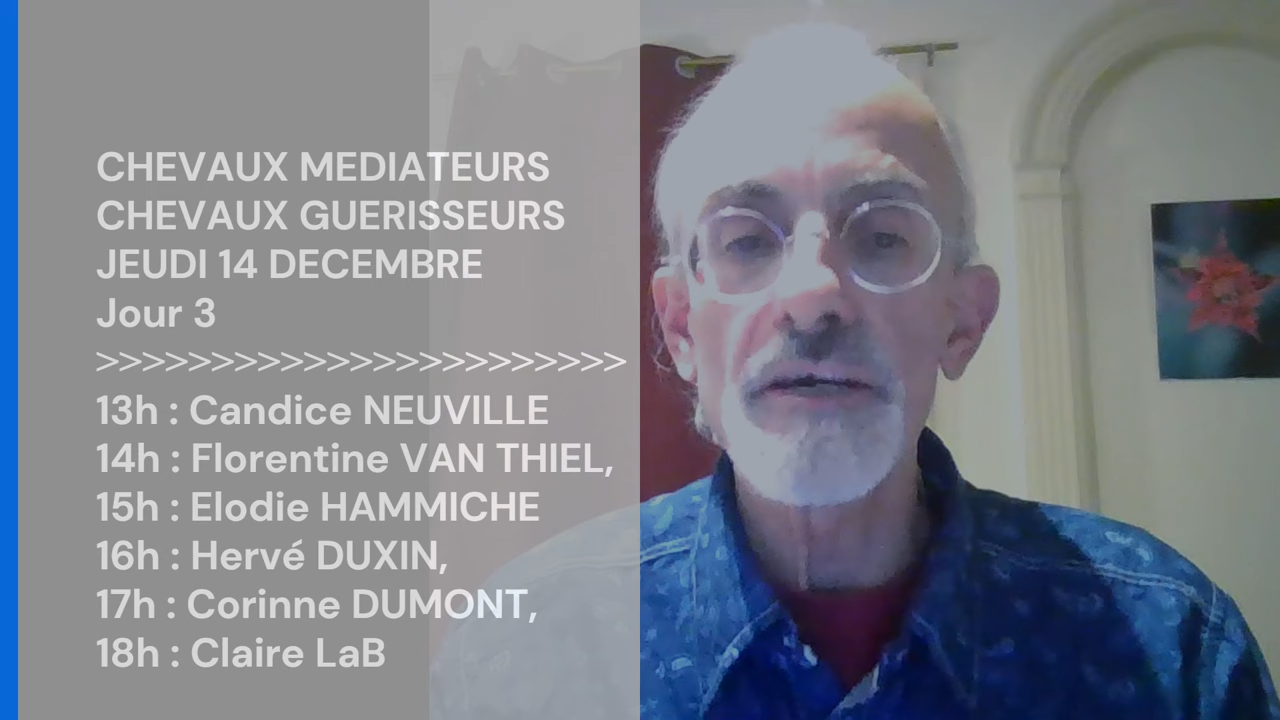 CHEVAUX MEDIATEURS
CHEVAUX GUERISSEURS
JEUDI 14 DECEMBRE
Jour 3
>>>>>>>>>>>>>>>>>>>>>>>
13h : Candice NEUVILLE
14h : Florentine VAN THIEL,
15h : Elodie HAMMICHE
16h : Hervé DUXIN,
17h : Corinne DUMONT,
18h : Claire LaB